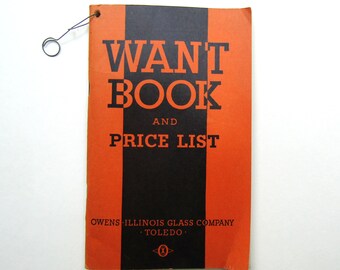 WANT
BOOK
AND
PRICE LIST
OWENS-ILLINOIS GLASS COMPANY
· TOLEDO ·